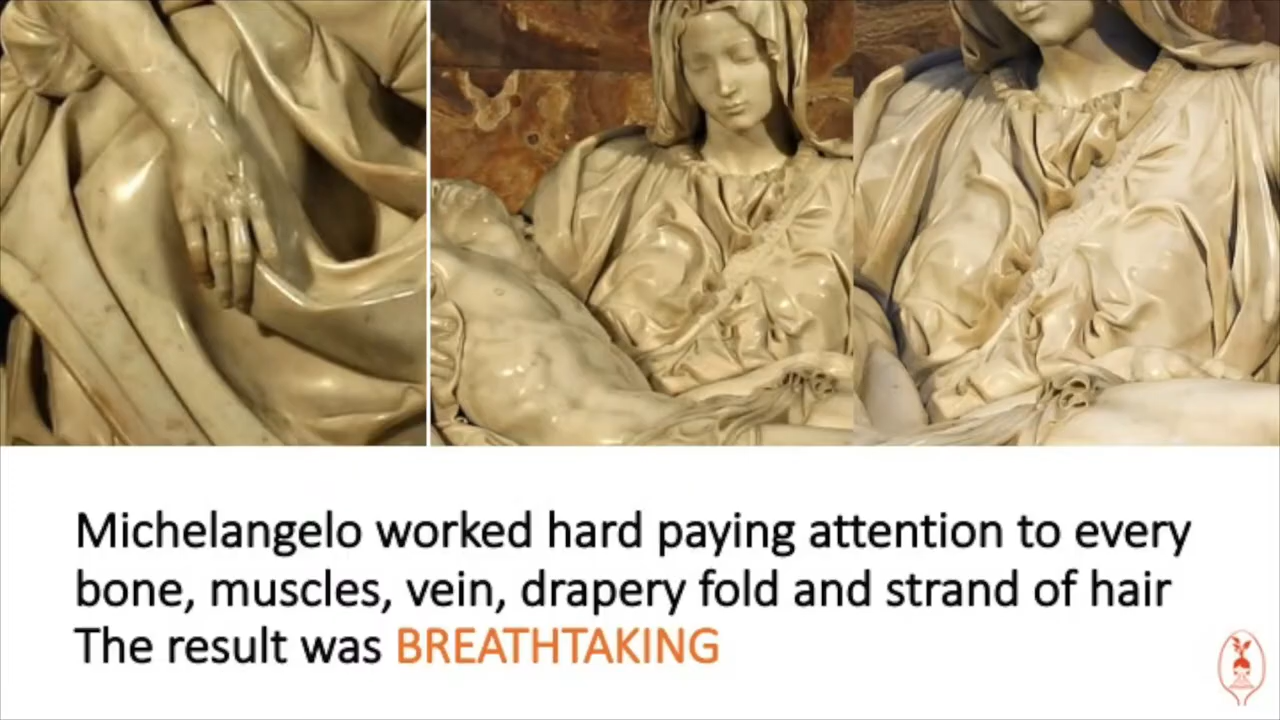 Michelangelo worked hard paying attention to every
bone, muscles, vein, drapery fold and strand of hair
The result was BREATHTAKING